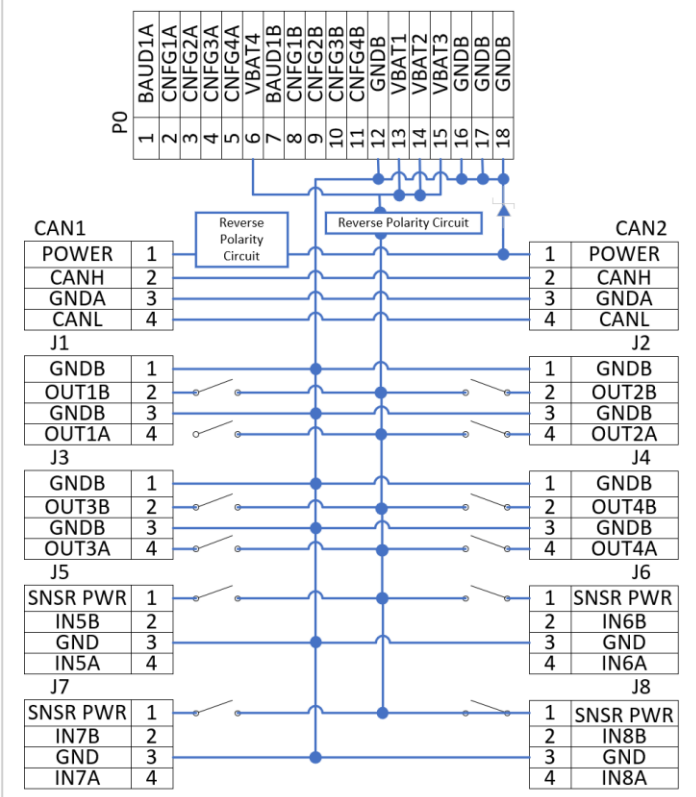 P0
BAUD1A
CNFG1A
CNFG2A
CNFG3A
CNFG4A
VBAT4
BAUD1B
CNFG1B
CNFG2B
CNFG3B
CNFG4B
GNDB
VBAT1
VBAT2
VBAT3
GNDB
GNDB
GNDB
1 2 3 4 5 6 7 8 9 10 11 12 13 14 15 16 17 18
Reverse
Polarity
Circuit
Reverse Polarity Circuit
CAN1
POWER 1
CANH 2
GNDA 3
CANL 4
CAN2
1 POWER
2 CANH
3 GNDA
4 CANL
J1
GNDB 1
OUT1B 2
GNDB 3
OUT1A 4
J2
1 GNDB
2 OUT2B
3 GNDB
4 OUT2A
J3
GNDB 1
OUT3B 2
GNDB 3
OUT3A 4
J4
1 GNDB
2 OUT4B
3 GNDB
4 OUT4A
J5
SNSR PWR 1
IN5B 2
GND 3
IN5A 4
J6
1 SNSR PWR
2 IN6B
3 GND
4 IN6A
J7
SNSR PWR 1
IN7B 2
GND 3
IN7A 4
J8
1 SNSR PWR
2 IN8B
3 GND
4 IN8A